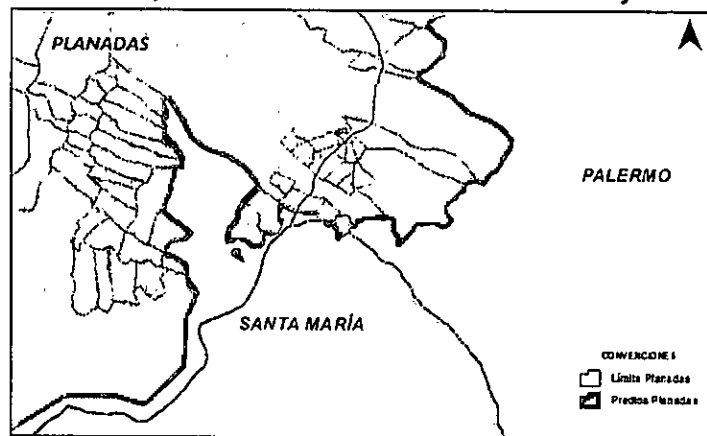 PLANADAS
PALERMO
SANTA MARÍA
CONVENCIONES
Límite Planadas
Predios Planadas